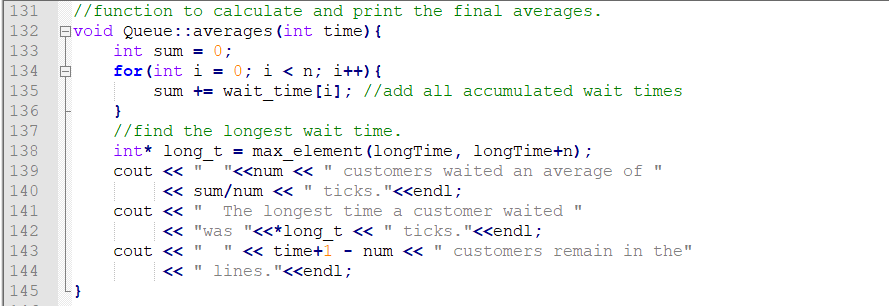 131 //function to calculate and print the final averages.
132 void Queue::averages(int time){
133     int sum = 0;
134     for(int i = 0; i < n; i++){
135         sum += wait_time[i]; //add all accumulated wait times
136     }
137     //find the longest wait time.
138     int* long_t = max_element(longTime, longTime+n);
139     cout << "  "<<num << " customers waited an average of "
140          << sum/num << " ticks."<<endl;
141     cout << "  The longest time a customer waited "
142          << "was "<<*long_t << " ticks."<<endl;
143     cout << "  " << time+1 - num << " customers remain in the"
144          << " lines."<<endl;
145 }